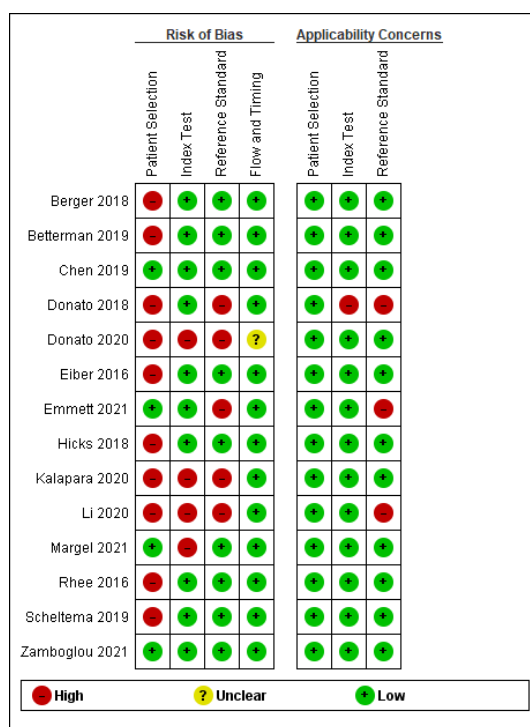 Risk of Bias Applicability Concerns
Patient Selection Index Test Reference Standard Flow and Timing Patient Selection Index Test Reference Standard
Berger 2018 - + + + + + +
Betterman 2019 - + + + + + +
Chen 2019 + + + + + + +
Donato 2018 - + - + + - -
Donato 2020 - - - ? + + +
Eiber 2016 - + + + + + +
Emmett 2021 + + - + + + -
Hicks 2018 - + + + + + +
Kalapara 2020 - - - + + + +
Li 2020 - - - + + + -
Margel 2021 + - + + + + +
Rhee 2016 - + + + + + +
Scheltema 2019 - + + + + + +
Zamboglou 2021 + + + + + + +
- High ? Unclear + Low